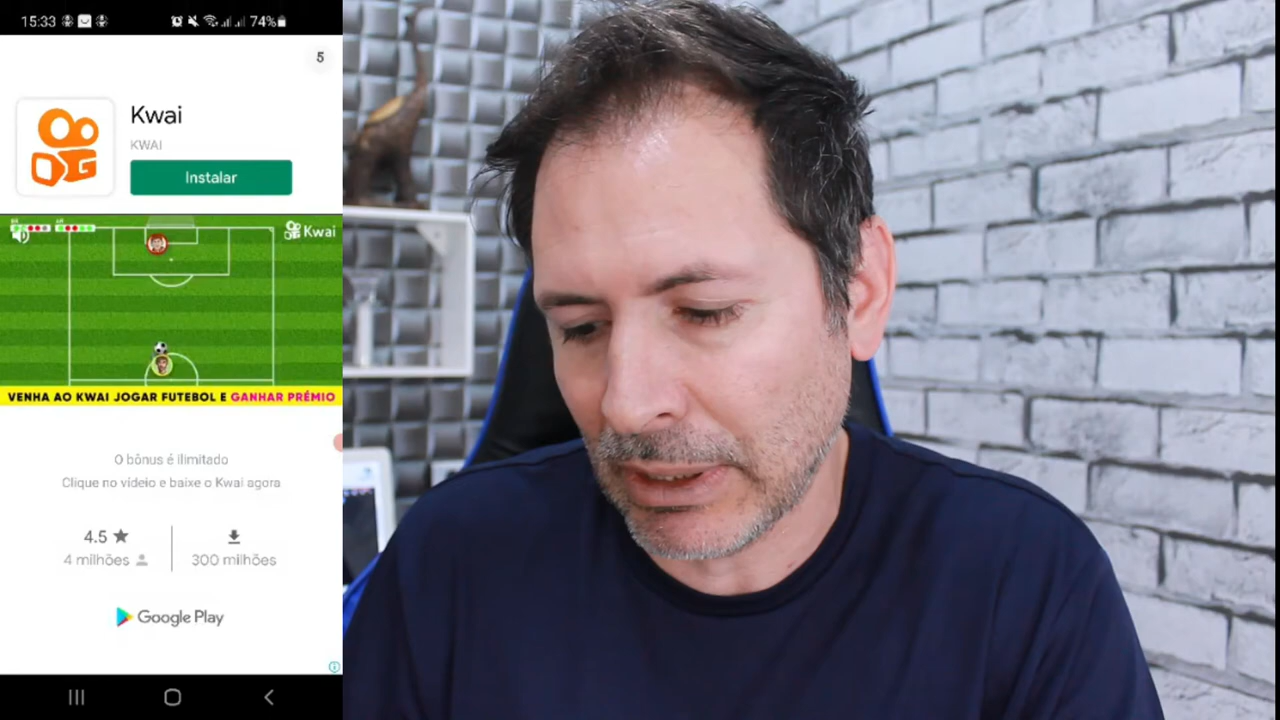 15:33
74%
5
Kwai
KWAI
Instalar
Kwai
VENHA AO KWAI JOGAR FUTEBOL E GANHAR PRÊMIO
O bônus é ilimitado
Clique no vídeio e baixe o Kwai agora
4.5 ★
4 milhões
300 milhões
Google Play